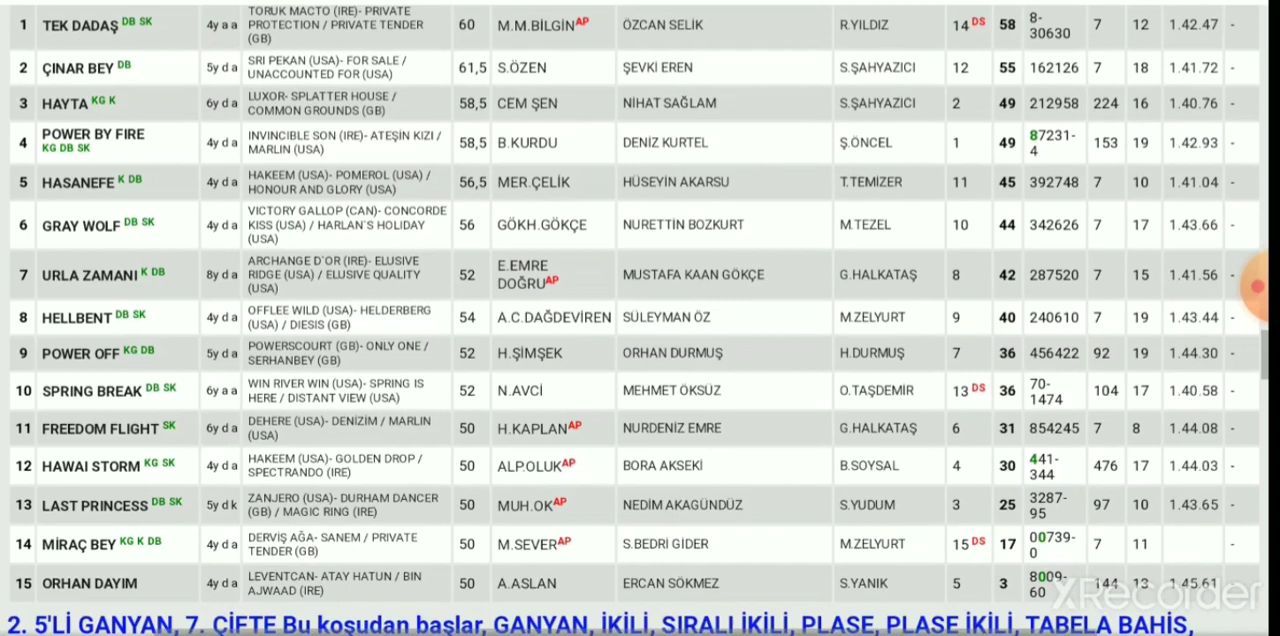 1 TEK DADAŞ DB SK 4y a a TORUK MACTO (IRE)- PRIVATE PROTECTION / PRIVATE TENDER (GB) 60 M.M.BİLGİN AP ÖZCAN SELİK R.YILDIZ 14 DS 58 8-30630 7 12 1.42.47 -
2 ÇINAR BEY DB 5y d a SRI PEKAN (USA)- FOR SALE / UNACCOUNTED FOR (USA) 61,5 S.ÖZEN ŞEVKİ EREN S.ŞAHYAZICI 12 55 162126 7 18 1.41.72 -
3 HAYTA KG K 6y d a LUXOR- SPLATTER HOUSE / COMMON GROUNDS (GB) 58,5 CEM ŞEN NİHAT SAĞLAM S.ŞAHYAZICI 2 49 212958 224 16 1.40.76 -
4 POWER BY FIRE KG DB SK 4y d a INVINCIBLE SON (IRE)- ATEŞİN KIZI / MARLIN (USA) 58,5 B.KURDU DENİZ KURTEL Ş.ÖNCEL 1 49 87231-4 153 19 1.42.93 -
5 HASANEFE K DB 4y d a HAKEEM (USA)- POMEROL (USA) / HONOUR AND GLORY (USA) 56,5 MER.ÇELİK HÜSEYİN AKARSU T.TEMİZER 11 45 392748 7 10 1.41.04 -
6 GRAY WOLF DB SK 4y d a VICTORY GALLOP (CAN)- CONCORDE KISS (USA) / HARLAN`S HOLIDAY (USA) 56 GÖKH.GÖKÇE NURETTİN BOZKURT M.TEZEL 10 44 342626 7 17 1.43.66 -
7 URLA ZAMANI K DB 8y d a ARCHANGE D`OR (IRE)- ELUSIVE RIDGE (USA) / ELUSIVE QUALITY (USA) 52 E.EMRE DOĞRU AP MUSTAFA KAAN GÖKÇE G.HALKATAŞ 8 42 287520 7 15 1.41.56 -
8 HELLBENT DB SK 4y d a OFFLEE WILD (USA)- HELDERBERG (USA) / DIESIS (GB) 54 A.C.DAĞDEVİREN SÜLEYMAN ÖZ M.ZELYURT 9 40 240610 7 19 1.43.44 -
9 POWER OFF KG DB 5y d a POWERSCOURT (GB)- ONLY ONE / SERHANBEY (GB) 52 H.ŞİMŞEK ORHAN DURMUŞ H.DURMUŞ 7 36 456422 92 19 1.44.30 -
10 SPRING BREAK DB SK 6y a a WIN RIVER WIN (USA)- SPRING IS HERE / DISTANT VIEW (USA) 52 N.AVCİ MEHMET ÖKSÜZ O.TAŞDEMİR 13 DS 36 70-1474 104 17 1.40.58 -
11 FREEDOM FLIGHT SK 6y d a DEHERE (USA)- DENİZİM / MARLIN (USA) 50 H.KAPLAN AP NURDENİZ EMRE G.HALKATAŞ 6 31 854245 7 8 1.44.08 -
12 HAWAI STORM KG SK 4y d a HAKEEM (USA)- GOLDEN DROP / SPECTRANDO (IRE) 50 ALP.OLUK AP BORA AKSEKİ B.SOYSAL 4 30 441-344 476 17 1.44.03 -
13 LAST PRINCESS DB SK 5y d k ZANJERO (USA)- DURHAM DANCER (GB) / MAGIC RING (IRE) 50 MUH.OK AP NEDİM AKAGÜNDÜZ S.YUDUM 3 25 3287-95 97 10 1.43.65 -
14 MİRAÇ BEY KG K DB 4y d a DERVİŞ AĞA- SANEM / PRIVATE TENDER (GB) 50 M.SEVER AP S.BEDRİ GİDER M.ZELYURT 15 DS 17 00739-0 7 11 -
15 ORHAN DAYIM 4y d a LEVENTCAN- ATAY HATUN / BIN AJWAAD (IRE) 50 A.ASLAN ERCAN SÖKMEZ S.YANIK 5 3 8009-60 144 13 1.45.61 -
XRecorder
2. 5'Lİ GANYAN, 7. ÇİFTE Bu koşudan başlar, GANYAN, İKİLİ, SIRALI İKİLİ, PLASE, PLASE İKİLİ, TABELA BAHİS,